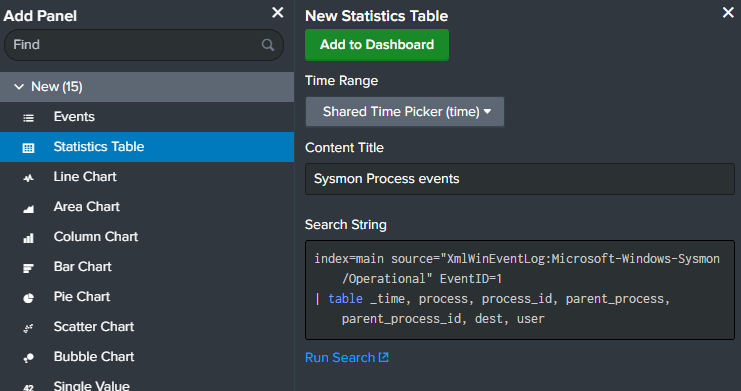 Add Panel
Find
New (15)
Events
Statistics Table
Line Chart
Area Chart
Column Chart
Bar Chart
Pie Chart
Scatter Chart
Bubble Chart
42 Single Value
New Statistics Table
Add to Dashboard
Time Range
Shared Time Picker (time)
Content Title
Sysmon Process events
Search String
index=main source="XmlWinEventLog:Microsoft-Windows-Sysmon
/Operational" EventID=1
| table _time, process, process_id, parent_process,
parent_process_id, dest, user
Run Search